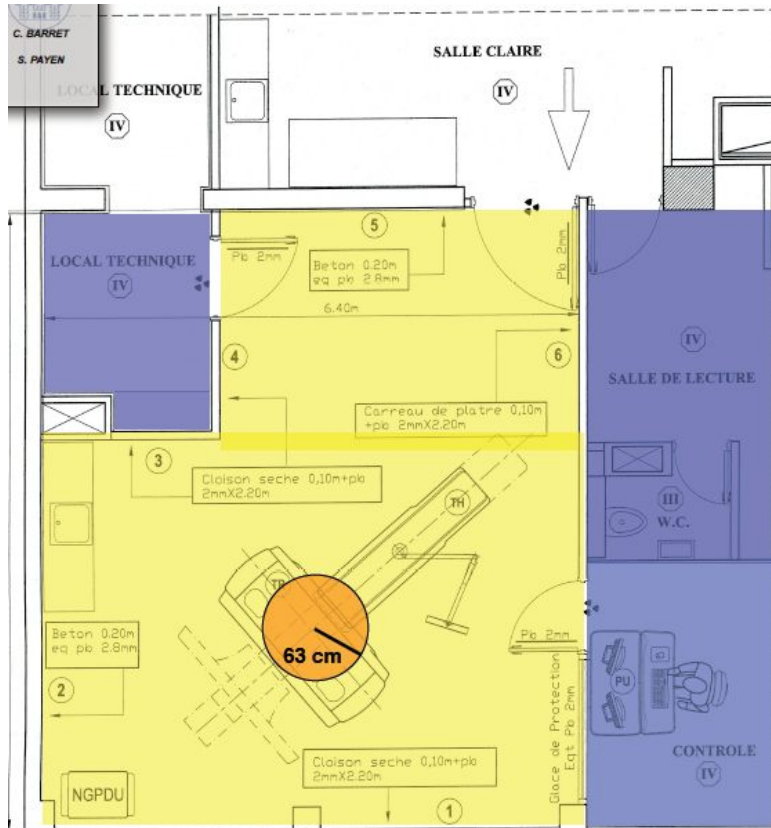 C. BARRET
S. PAYEN
LOCAL TECHNIQUE
IV
SALLE CLAIRE
IV
5
Pb 2mm
Beton 0.20m
eq pb 2.8mm
Pb 2mm
LOCAL TECHNIQUE
IV
6.40m
4
6
IV
SALLE DE LECTURE
Carreau de platre 0,10m
+pb 2mmX2.20m
3
Cloison seche 0,10m+pb
2mmX2.20m
TH
III
W.C.
TB
63 cm
Beton 0.20m
eq pb 2.8mm
2
Pb 2mm
PU
Glace de Protection
Eqt Pb 2mm
CONTROLE
IV
Cloison seche 0,10m+pb
2mmX2.20m
NGPDU
1